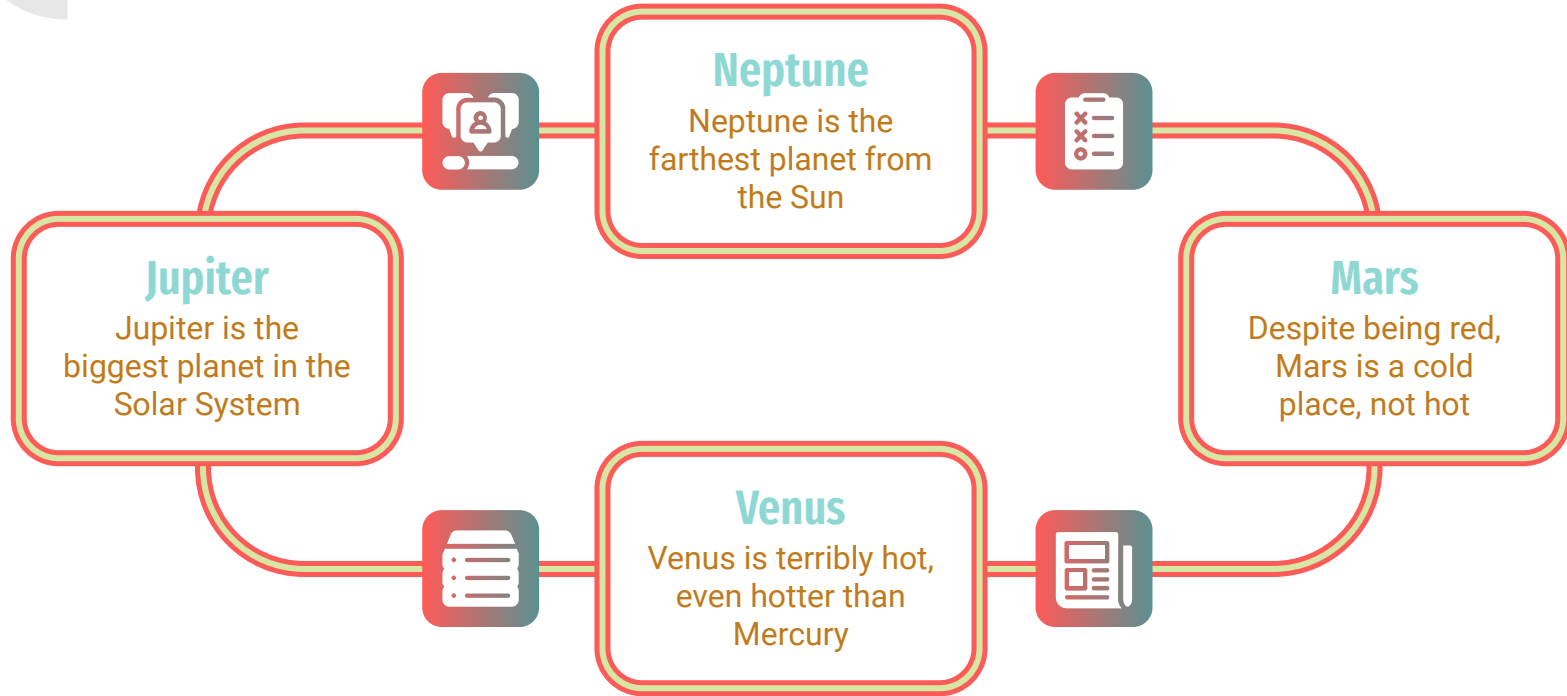 Neptune
Neptune is the
farthest planet from
the Sun
Jupiter
Jupiter is the
biggest planet in the
Solar System
Mars
Despite being red,
Mars is a cold
place, not hot
Venus
Venus is terribly hot,
even hotter than
Mercury